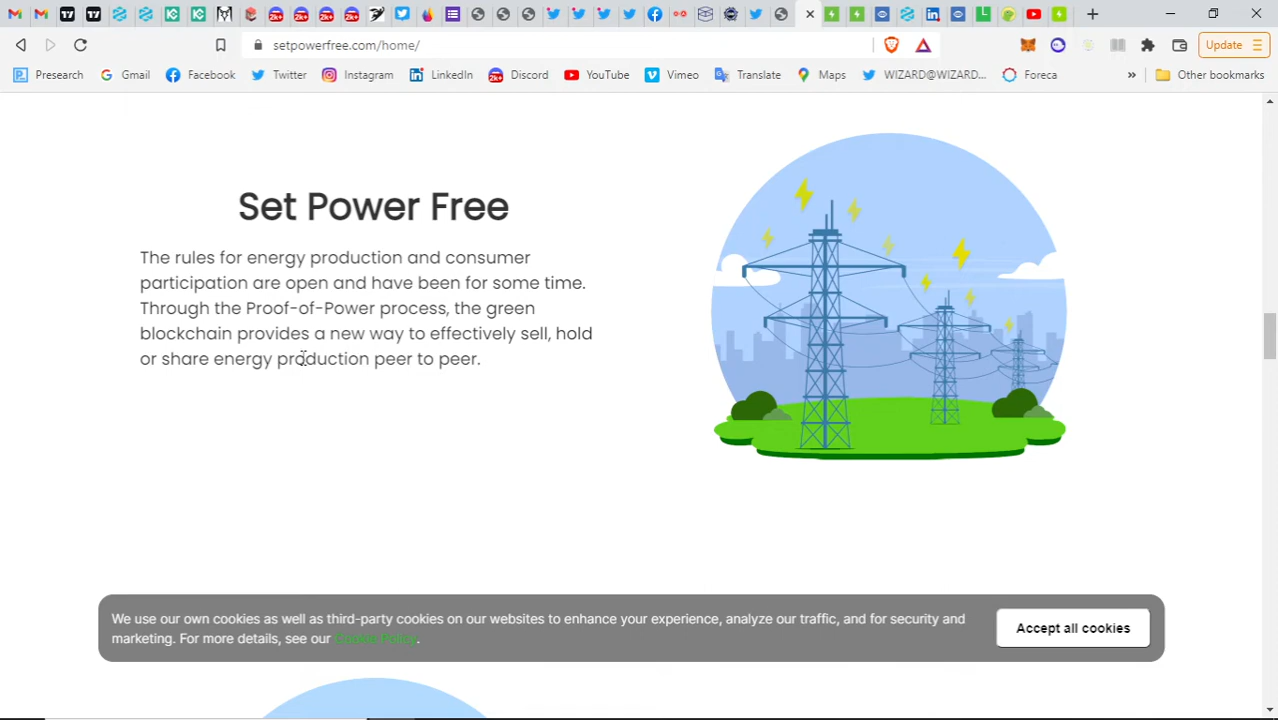 setpowerfree.com/home/
Update
Presearch
Gmail
Facebook
Twitter
Instagram
LinkedIn
Discord
YouTube
Vimeo
Translate
Maps
WIZARD@WIZARD...
Foreca
»
Other bookmarks
Set Power Free
The rules for energy production and consumer
participation are open and have been for some time.
Through the Proof-of-Power process, the green
blockchain provides a new way to effectively sell, hold
or share energy production peer to peer.
We use our own cookies as well as third-party cookies on our websites to enhance your experience, analyze our traffic, and for security and
marketing. For more details, see our Cookie Policy.
Accept all cookies